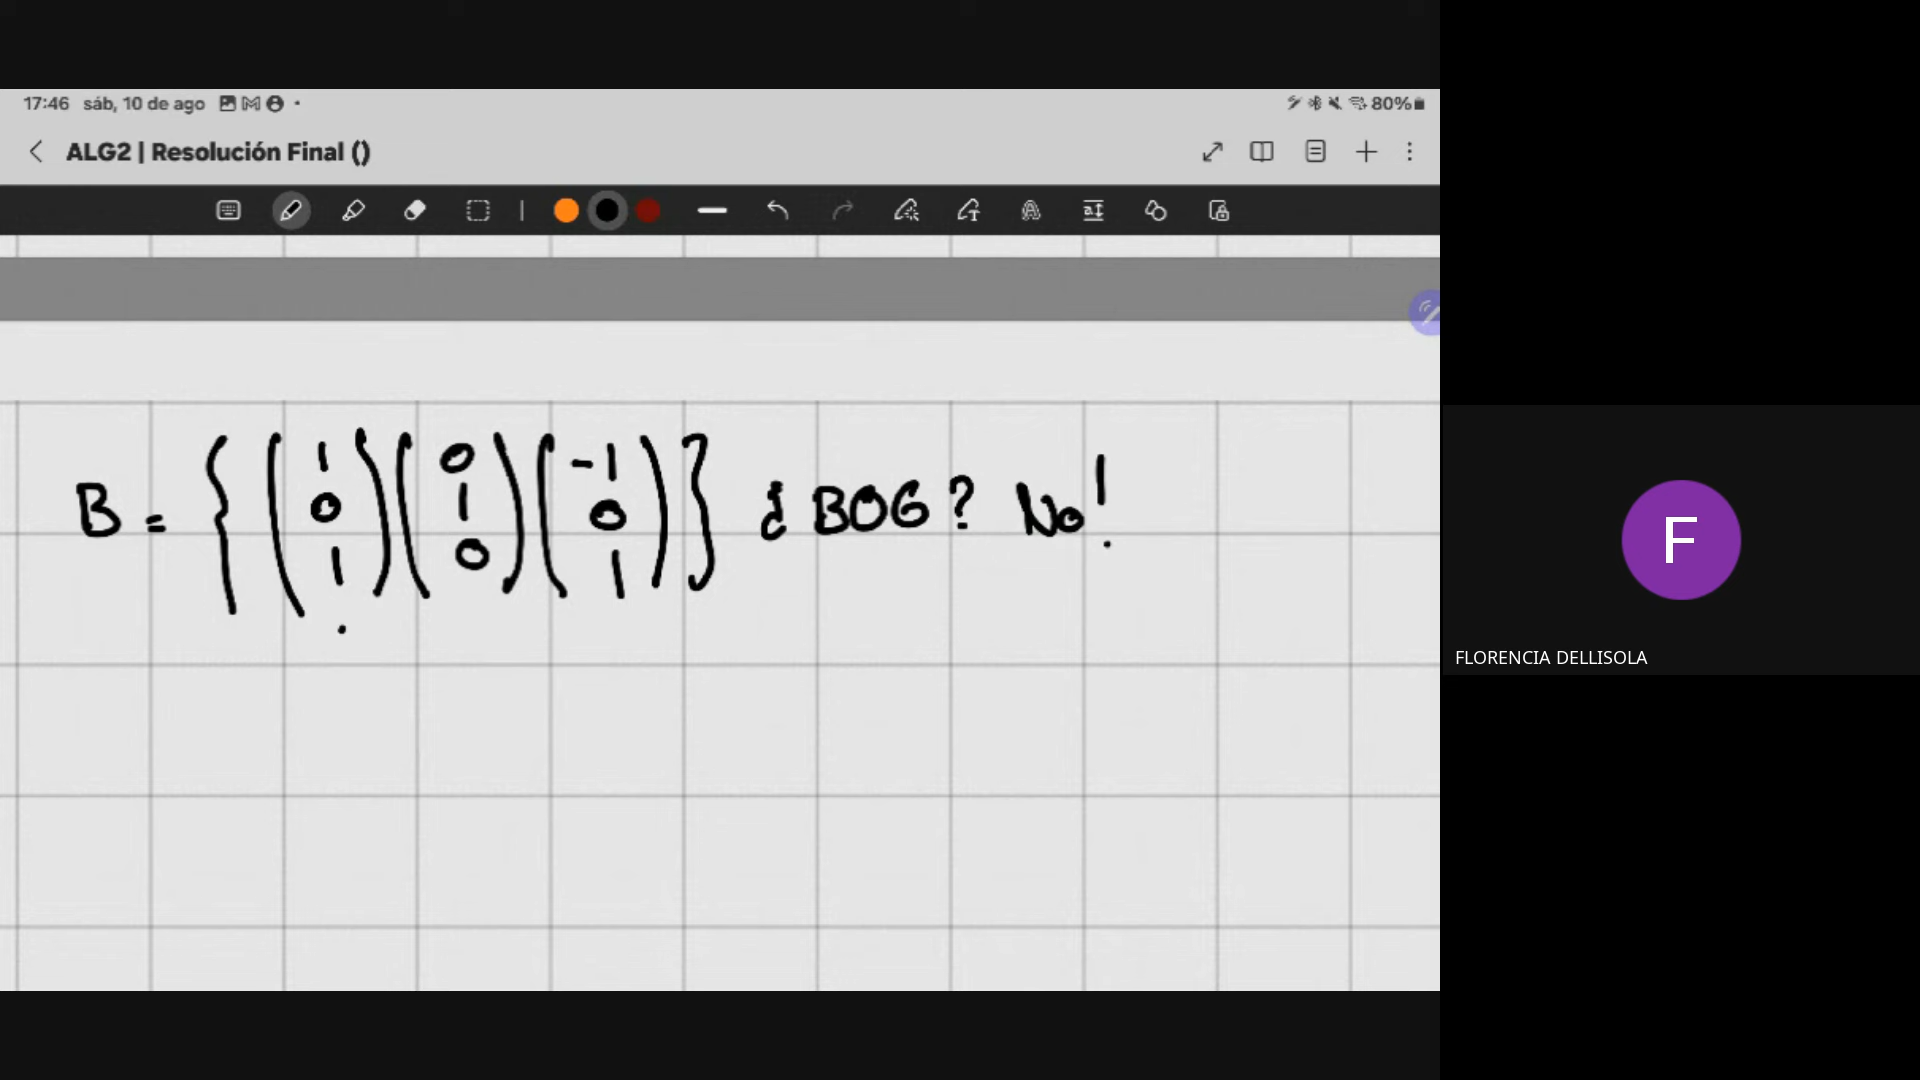 17:46 sáb, 10 de ago
80%
ALG2 | Resolución Final ()
B = { (1 0 1) (0 1 0) (-1 0 1) } ¿ BOG? No!
F
FLORENCIA DELLISOLA